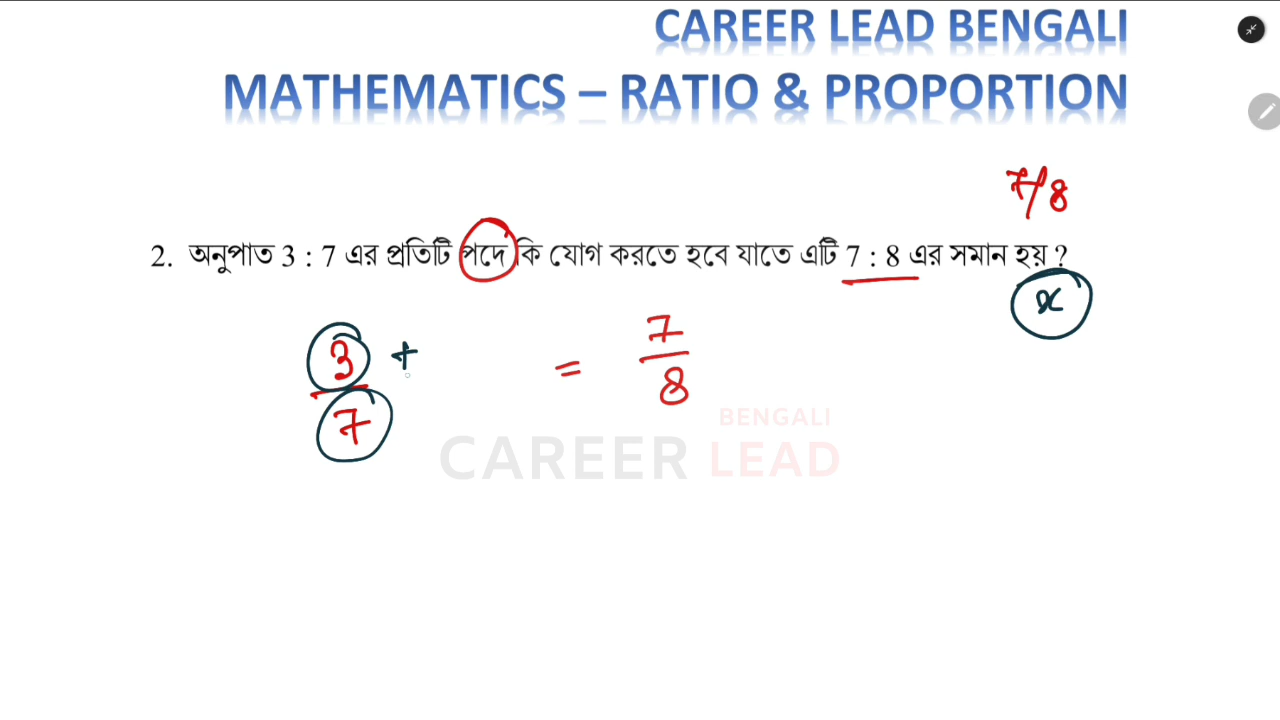 CAREER LEAD BENGALI
MATHEMATICS – RATIO & PROPORTION
7/8
2. অনুপাত 3 : 7 এর প্রতিটি পদে কি যোগ করতে হবে যাতে এটি 7 : 8 এর সমান হয় ?
x
3 + = 7
7 8
BENGALI
CAREER LEAD